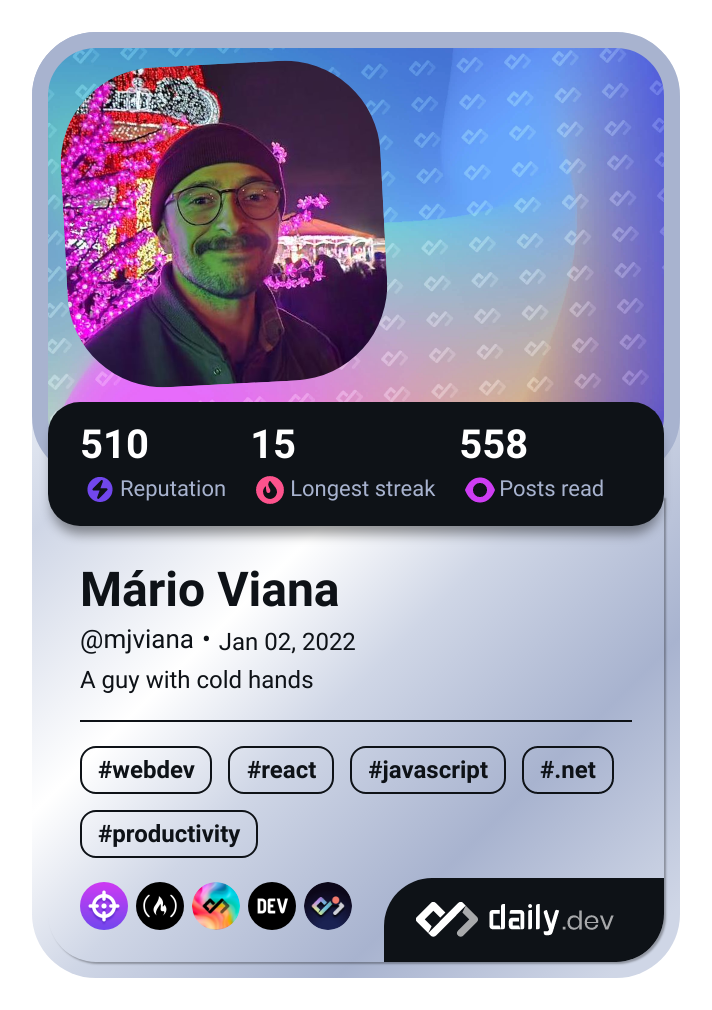 510 15 558
Reputation Longest streak Posts read
Mário Viana
@mjviana • Jan 02, 2022
A guy with cold hands
#webdev #react #javascript #.net
#productivity
DEV daily.dev